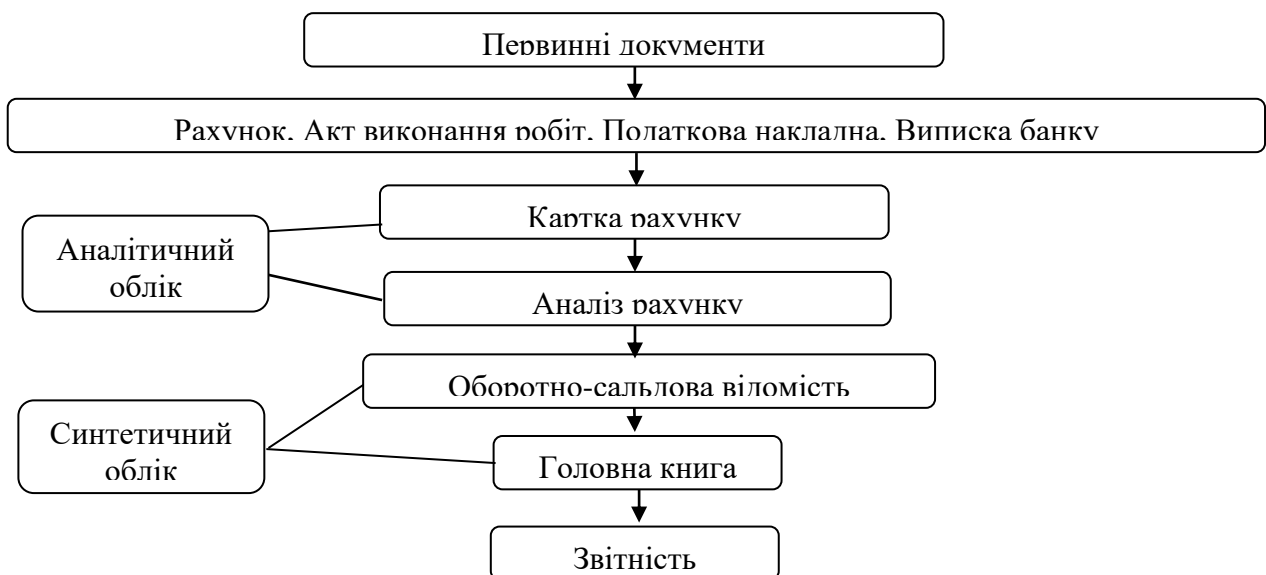 Первинні документи
Рахунок, Акт виконання робіт, Податкова накладна, Виписка банку
Картка рахунку
Аналітичний
облік
Аналіз рахунку
Оборотно-сальдова відомість
Синтетичний
облік
Головна книга
Звітність